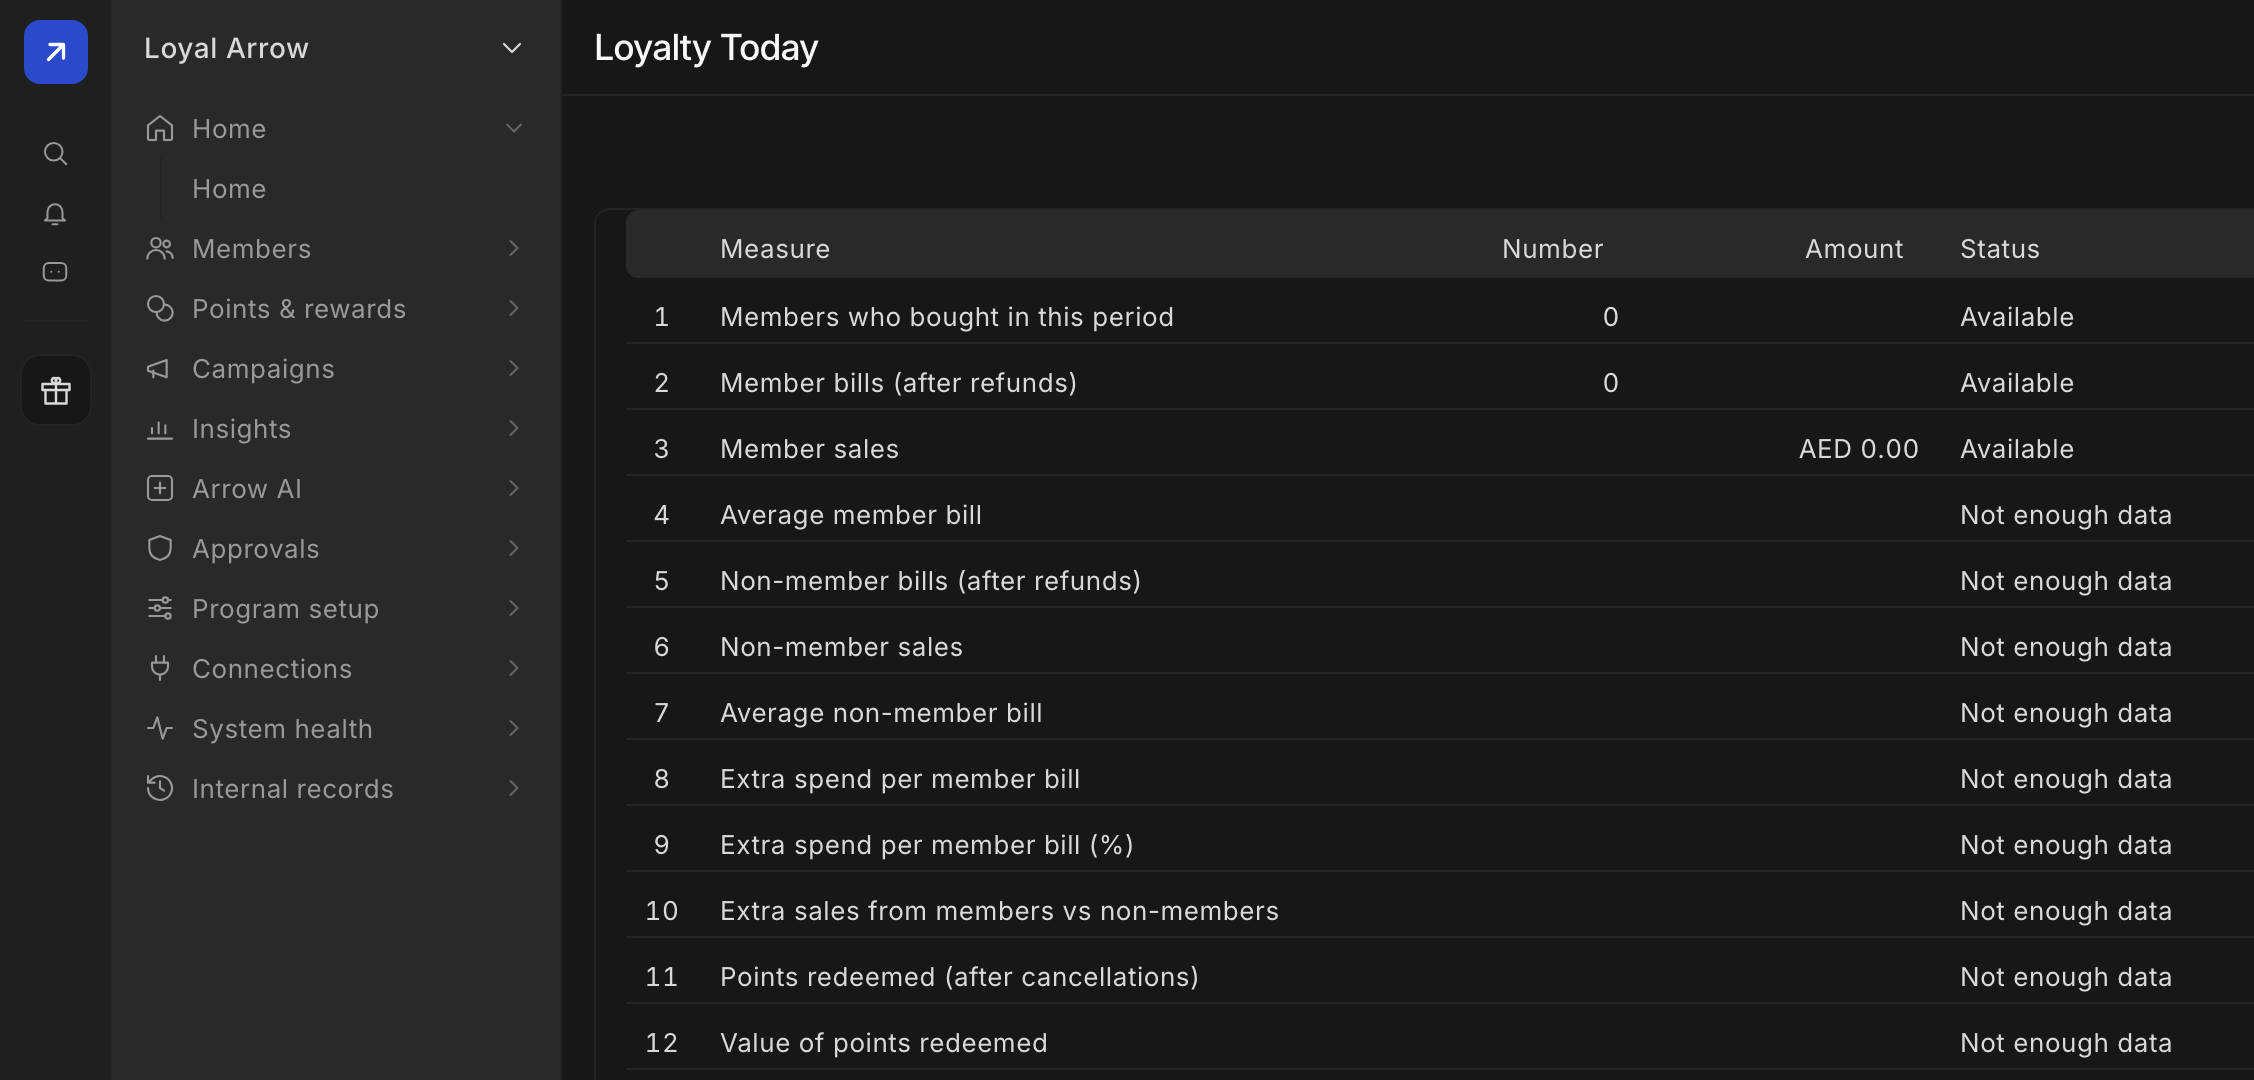 Loyal Arrow
Home
Home
Members
Points & rewards
Campaigns
Insights
Arrow AI
Approvals
Program setup
Connections
System health
Internal records
Loyalty Today
Measure Number Amount Status
1 Members who bought in this period 0 Available
2 Member bills (after refunds) 0 Available
3 Member sales AED 0.00 Available
4 Average member bill Not enough data
5 Non-member bills (after refunds) Not enough data
6 Non-member sales Not enough data
7 Average non-member bill Not enough data
8 Extra spend per member bill Not enough data
9 Extra spend per member bill (%) Not enough data
10 Extra sales from members vs non-members Not enough data
11 Points redeemed (after cancellations) Not enough data
12 Value of points redeemed Not enough data